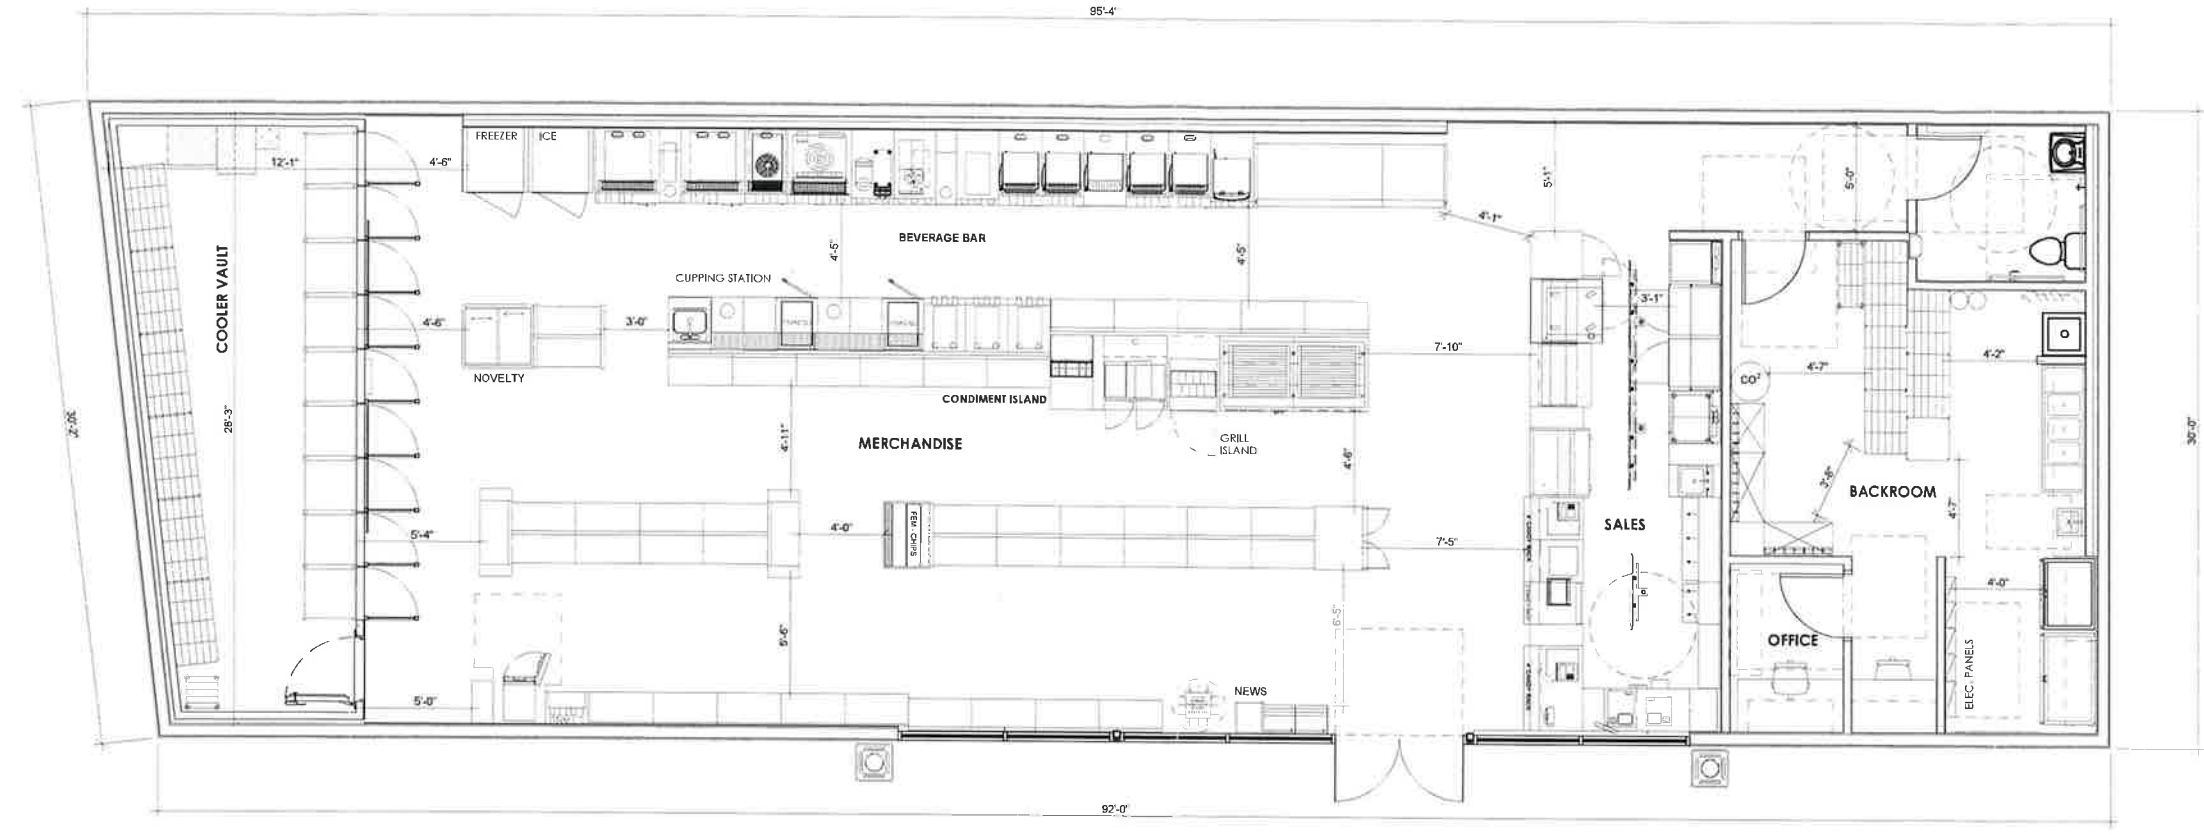 95'-4"
FREEZER
ICE
12'-1"
4'-6"
5'-1"
5'-0"
4'-1"
BEVERAGE BAR
4'-5"
4'-5"
COOLER VAULT
CUPPING STATION
4'-6"
3'-0"
3'-1"
NOVELTY
7'-10"
4'-2"
4'-7"
CO²
CONDIMENT ISLAND
28'-3"
30'-2"
30'-0"
4'-11"
MERCHANDISE
GRILL
ISLAND
4'-6"
3'-6"
BACKROOM
4'-7"
SALES
FEM - CHIPS
5'-4"
4'-0"
7'-5"
4'-0"
5'-6"
6'-5"
OFFICE
ELEC. PANELS
5'-0"
NEWS
92'-0"